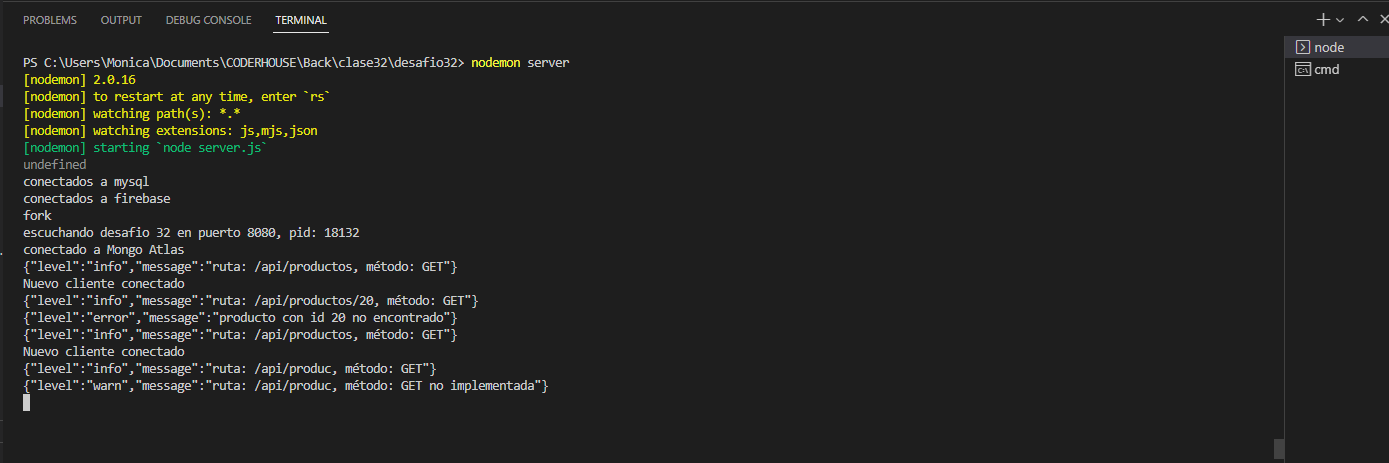 PROBLEMS OUTPUT DEBUG CONSOLE TERMINAL
PS C:\Users\Monica\Documents\CODERHOUSE\Back\clase32\desafio32> nodemon server
[nodemon] 2.0.16
[nodemon] to restart at any time, enter `rs`
[nodemon] watching path(s): *.*
[nodemon] watching extensions: js,mjs,json
[nodemon] starting `node server.js`
undefined
conectados a mysql
conectados a firebase
fork
escuchando desafio 32 en puerto 8080, pid: 18132
conectado a Mongo Atlas
{"level":"info","message":"ruta: /api/productos, método: GET"}
Nuevo cliente conectado
{"level":"info","message":"ruta: /api/productos/20, método: GET"}
{"level":"error","message":"producto con id 20 no encontrado"}
{"level":"info","message":"ruta: /api/productos, método: GET"}
Nuevo cliente conectado
{"level":"info","message":"ruta: /api/produc, método: GET"}
{"level":"warn","message":"ruta: /api/produc, método: GET no implementada"}
node
cmd